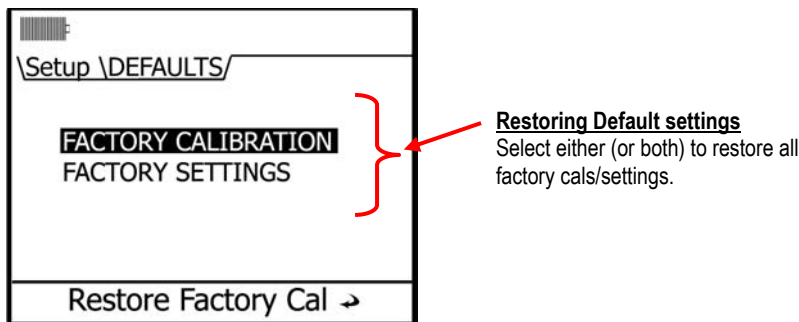 \Setup \DEFAULTS/
FACTORY CALIBRATION
FACTORY SETTINGS
Restore Factory Cal
Restoring Default settings
Select either (or both) to restore all
factory cals/settings.